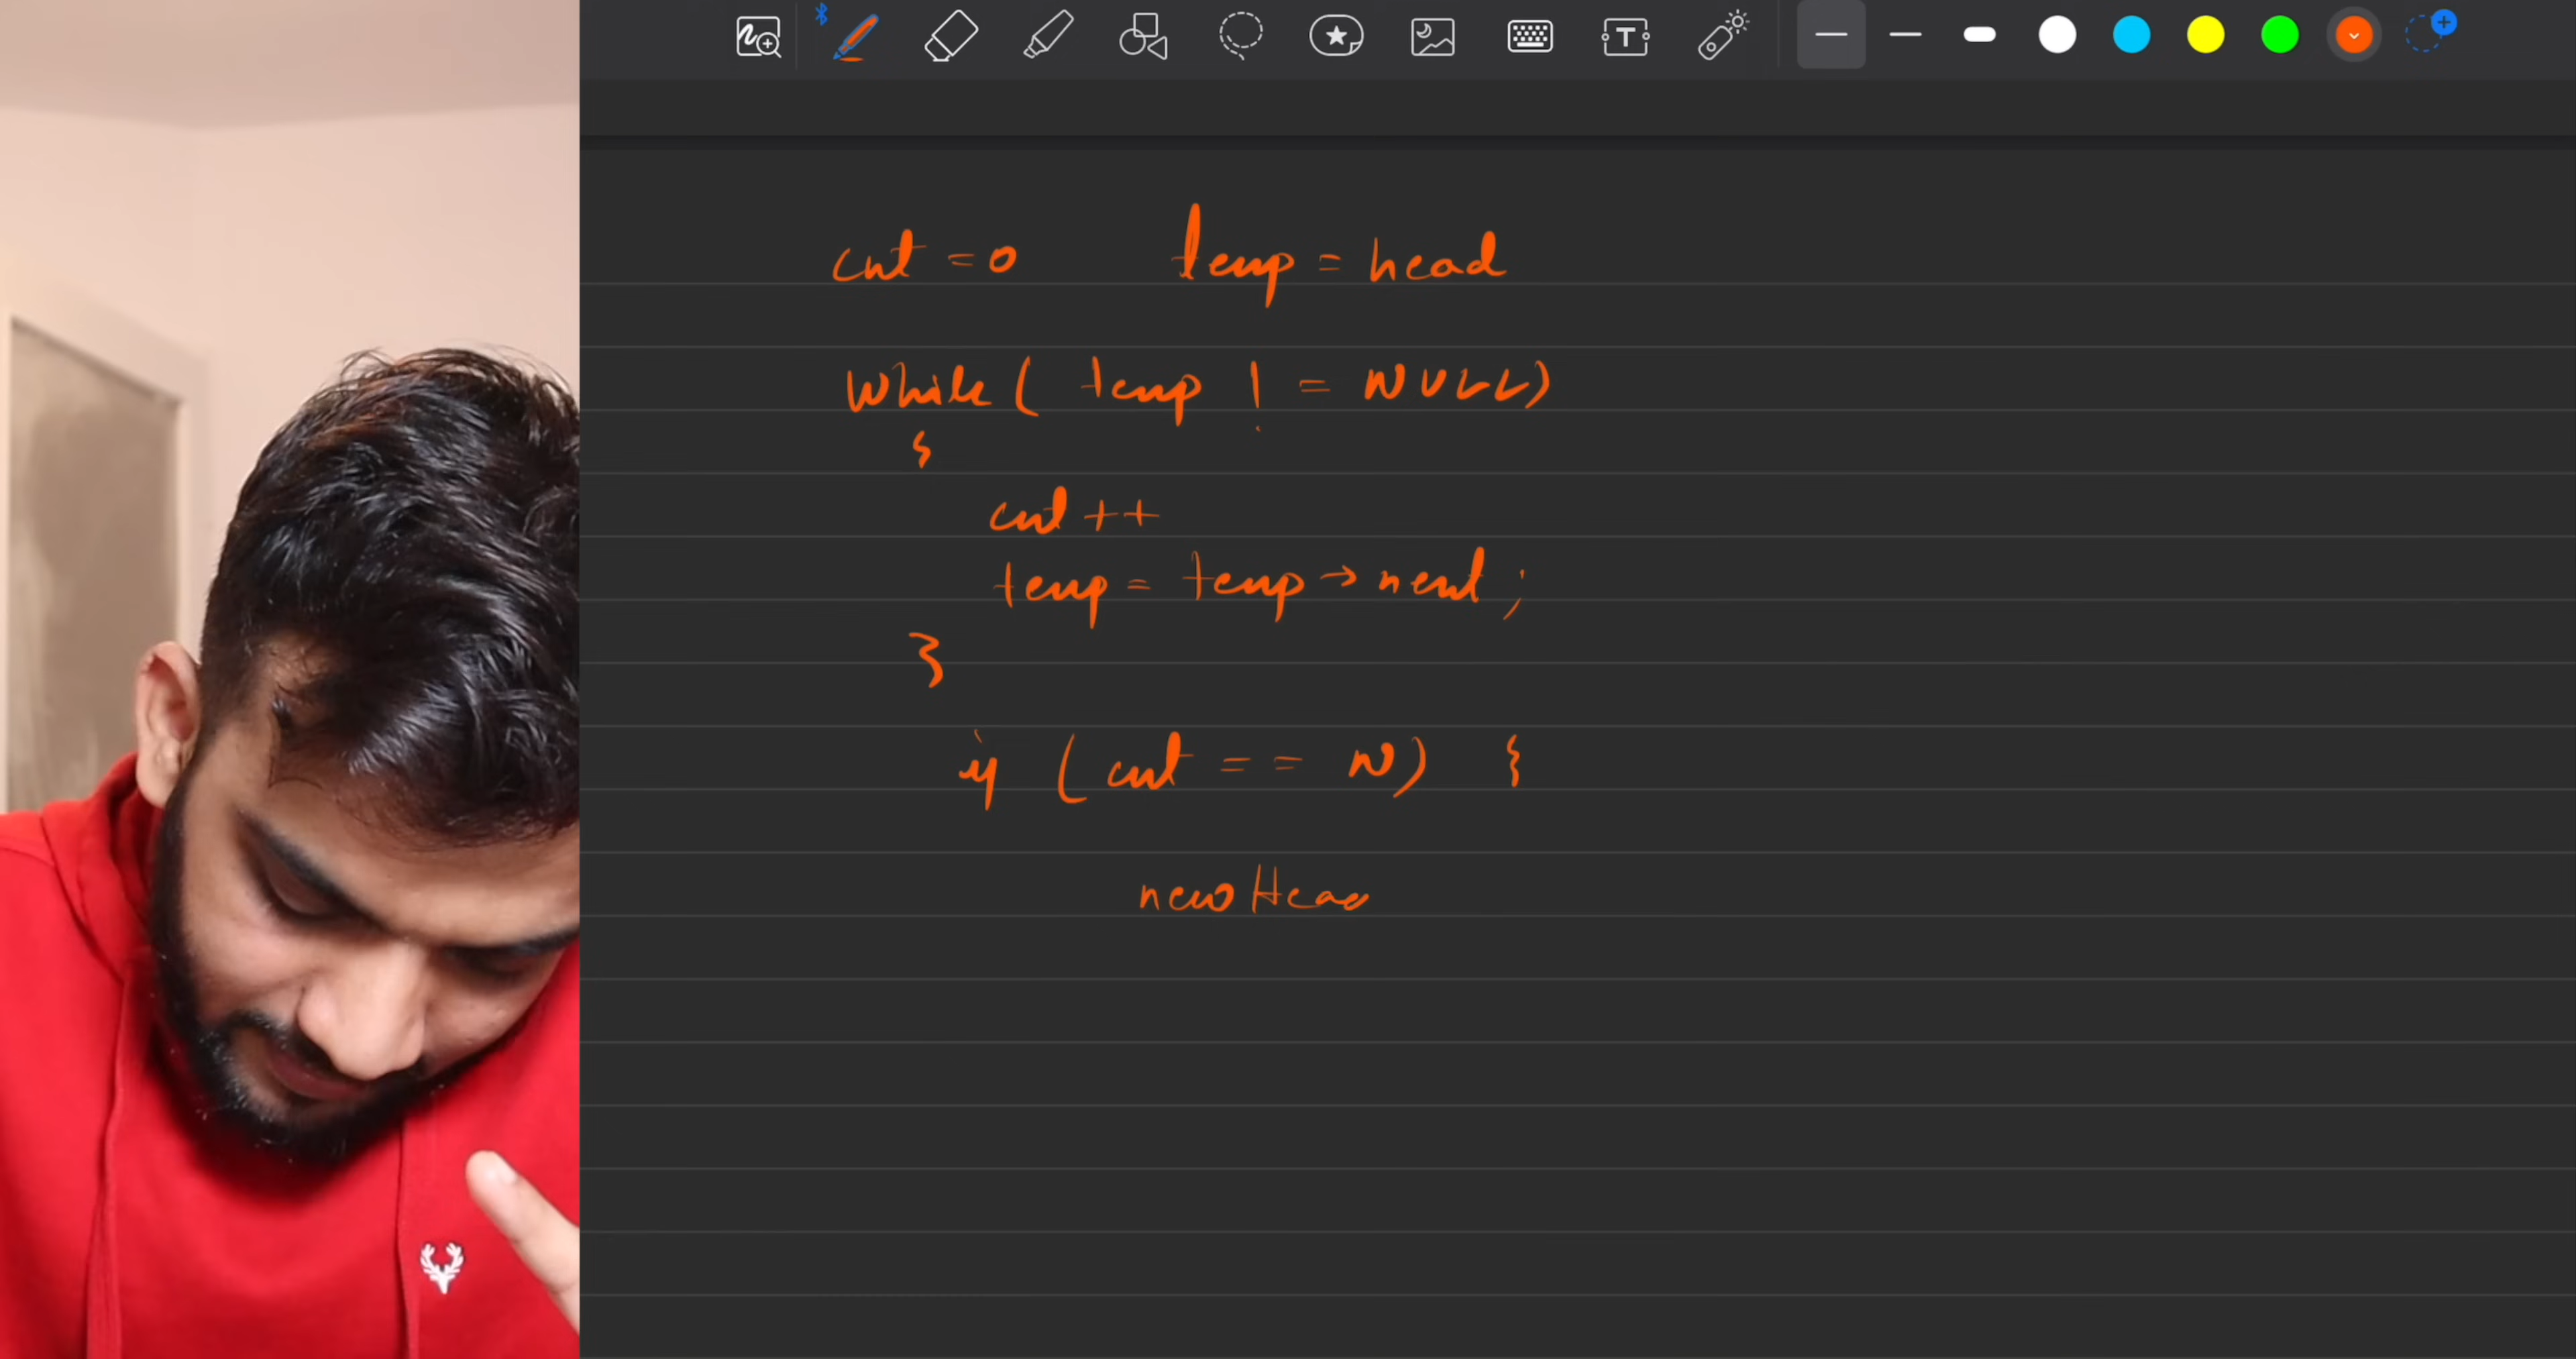 cnt = 0 temp = head
while ( temp != NULL)
{
cnt ++
temp = temp → next ;
}
if ( cnt == N) {
newHead